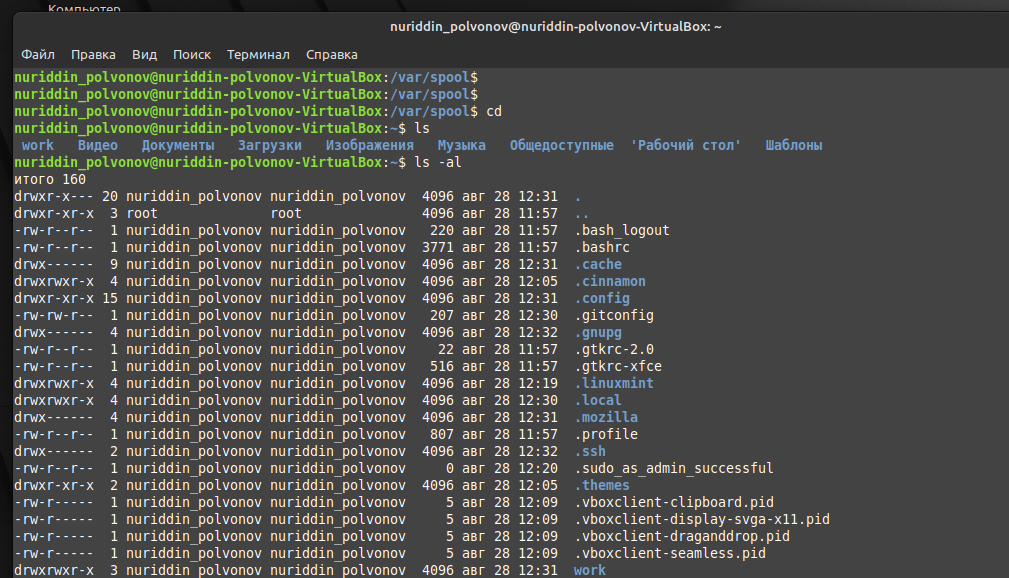 Компьютер
nuriddin_polvonov@nuriddin-polvonov-VirtualBox: ~
Файл Правка Вид Поиск Терминал Справка
nuriddin_polvonov@nuriddin-polvonov-VirtualBox:/var/spool$
nuriddin_polvonov@nuriddin-polvonov-VirtualBox:/var/spool$
nuriddin_polvonov@nuriddin-polvonov-VirtualBox:/var/spool$ cd
nuriddin_polvonov@nuriddin-polvonov-VirtualBox:~$ ls
work Видео Документы Загрузки Изображения Музыка Общедоступные 'Рабочий стол' Шаблоны
nuriddin_polvonov@nuriddin-polvonov-VirtualBox:~$ ls -al
итого 160
drwxr-x--- 20 nuriddin_polvonov nuriddin_polvonov 4096 авг 28 12:31 .
drwxr-xr-x 3 root root 4096 авг 28 11:57 ..
-rw-r--r-- 1 nuriddin_polvonov nuriddin_polvonov 220 авг 28 11:57 .bash_logout
-rw-r--r-- 1 nuriddin_polvonov nuriddin_polvonov 3771 авг 28 11:57 .bashrc
drwx------ 9 nuriddin_polvonov nuriddin_polvonov 4096 авг 28 12:31 .cache
drwxrwxr-x 4 nuriddin_polvonov nuriddin_polvonov 4096 авг 28 12:05 .cinnamon
drwxr-xr-x 15 nuriddin_polvonov nuriddin_polvonov 4096 авг 28 12:31 .config
-rw-rw-r-- 1 nuriddin_polvonov nuriddin_polvonov 207 авг 28 12:30 .gitconfig
drwx------ 4 nuriddin_polvonov nuriddin_polvonov 4096 авг 28 12:32 .gnupg
-rw-r--r-- 1 nuriddin_polvonov nuriddin_polvonov 22 авг 28 11:57 .gtkrc-2.0
-rw-r--r-- 1 nuriddin_polvonov nuriddin_polvonov 516 авг 28 11:57 .gtkrc-xfce
drwxrwxr-x 4 nuriddin_polvonov nuriddin_polvonov 4096 авг 28 12:19 .linuxmint
drwxrwxr-x 4 nuriddin_polvonov nuriddin_polvonov 4096 авг 28 12:30 .local
drwx------ 4 nuriddin_polvonov nuriddin_polvonov 4096 авг 28 12:31 .mozilla
-rw-r--r-- 1 nuriddin_polvonov nuriddin_polvonov 807 авг 28 11:57 .profile
drwx------ 2 nuriddin_polvonov nuriddin_polvonov 4096 авг 28 12:32 .ssh
-rw-r--r-- 1 nuriddin_polvonov nuriddin_polvonov 0 авг 28 12:20 .sudo_as_admin_successful
drwxr-xr-x 2 nuriddin_polvonov nuriddin_polvonov 4096 авг 28 12:05 .themes
-rw-r----- 1 nuriddin_polvonov nuriddin_polvonov 5 авг 28 12:09 .vboxclient-clipboard.pid
-rw-r----- 1 nuriddin_polvonov nuriddin_polvonov 5 авг 28 12:09 .vboxclient-display-svga-x11.pid
-rw-r----- 1 nuriddin_polvonov nuriddin_polvonov 5 авг 28 12:09 .vboxclient-draganddrop.pid
-rw-r----- 1 nuriddin_polvonov nuriddin_polvonov 5 авг 28 12:09 .vboxclient-seamless.pid
drwxrwxr-x 3 nuriddin_polvonov nuriddin_polvonov 4096 авг 28 12:31 work